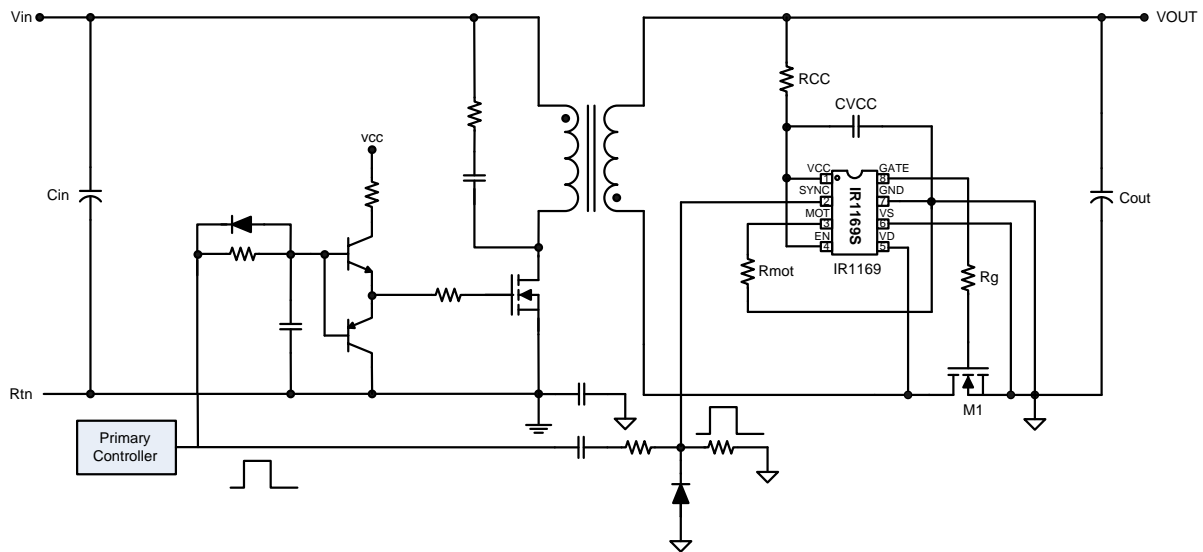 Vin
VOUT
RCC
CVCC
vcc
Cin
VCC
SYNC
MOT
EN
1
2
3
4
IR1169S
GATE
GND
VS
VD
8
7
6
5
IR1169
Cout
Rmot
Rg
Rtn
M1
Primary
Controller